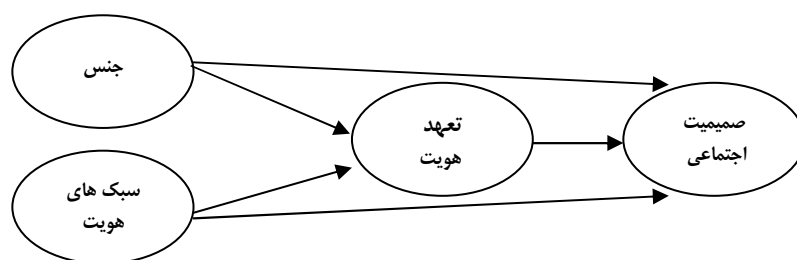 جنس
تعهد
هویت
صمیمیت
اجتماعی
سبک های
هویت